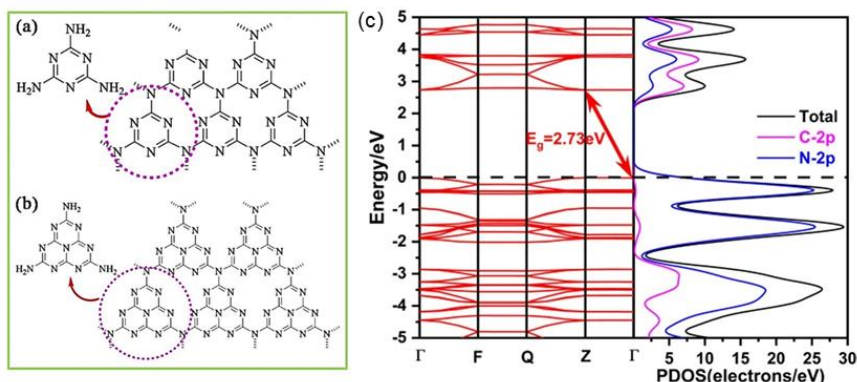 (a)
NH₂
H₂N
NH₂
N
(b)
NH₂
H₂N
NH₂
N
(c)
Energy/eV
5
4
3
2
1
0
-1
-2
-3
-4
-5
E_g=2.73eV
Γ F Q Z Γ
Total
C-2p
N-2p
5 10 15 20 25 30
PDOS(electrons/eV)